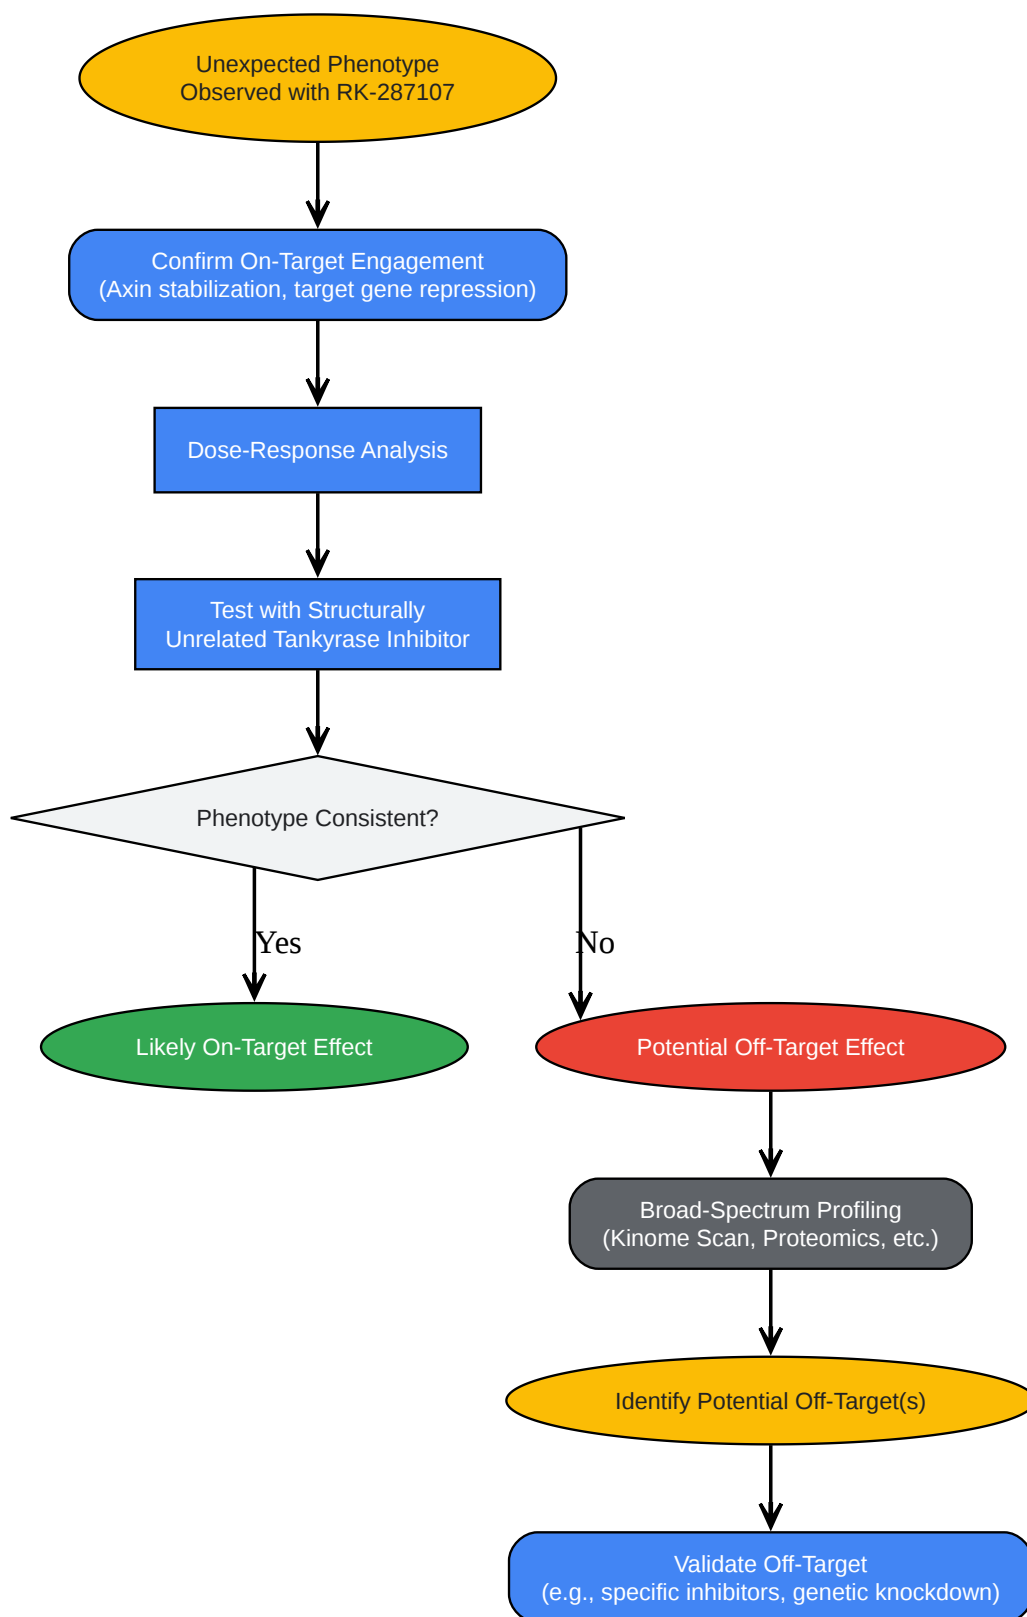 Unexpected Phenotype
Observed with RK-287107
Confirm On-Target Engagement
(Axin stabilization, target gene repression)
Dose-Response Analysis
Test with Structurally
Unrelated Tankyrase Inhibitor
Phenotype Consistent?
Yes
No
Likely On-Target Effect
Potential Off-Target Effect
Broad-Spectrum Profiling
(Kinome Scan, Proteomics, etc.)
Identify Potential Off-Target(s)
Validate Off-Target
(e.g., specific inhibitors, genetic knockdown)